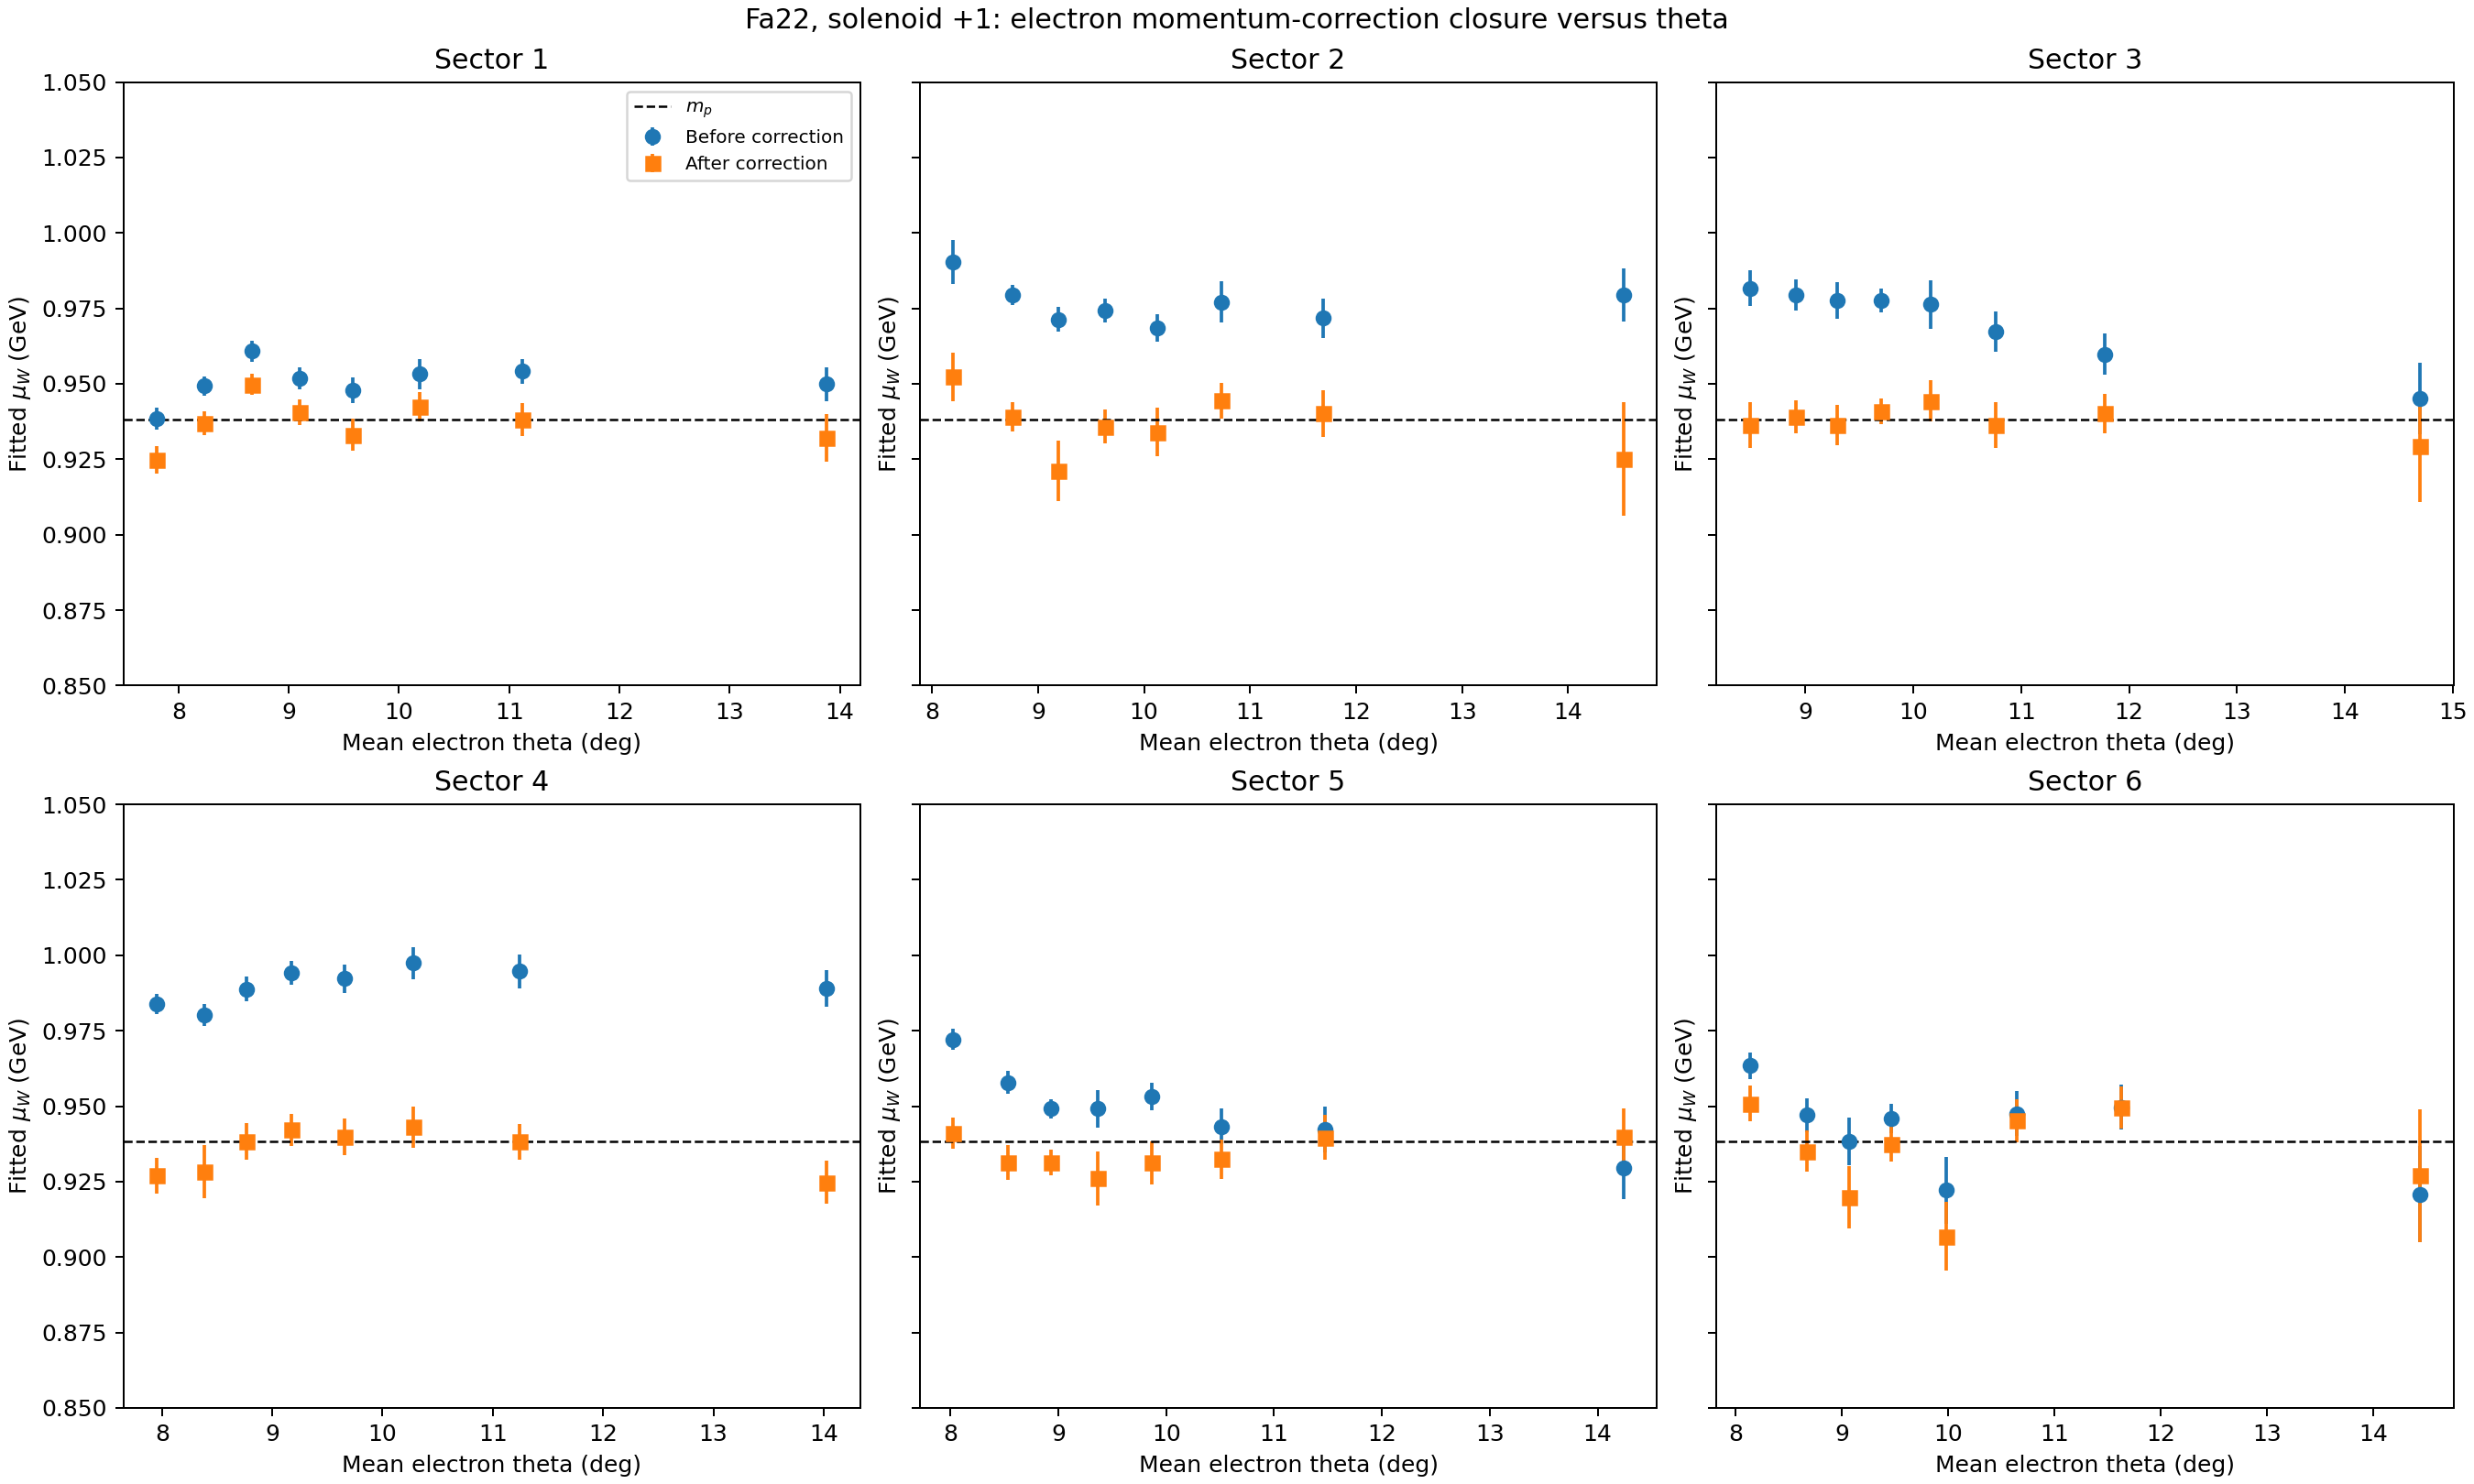 Fa22, solenoid +1: electron momentum-correction closure versus theta
Sector 1
Sector 2
Sector 3
m_p
Before correction
After correction
Fitted μ_W (GeV)
1.050
1.025
1.000
0.975
0.950
0.925
0.900
0.875
0.850
8 9 10 11 12 13 14
Mean electron theta (deg)
Fitted μ_W (GeV)
8 9 10 11 12 13 14
Mean electron theta (deg)
Fitted μ_W (GeV)
9 10 11 12 13 14 15
Mean electron theta (deg)
Sector 4
Sector 5
Sector 6
Fitted μ_W (GeV)
1.050
1.025
1.000
0.975
0.950
0.925
0.900
0.875
0.850
8 9 10 11 12 13 14
Mean electron theta (deg)
Fitted μ_W (GeV)
8 9 10 11 12 13 14
Mean electron theta (deg)
Fitted μ_W (GeV)
8 9 10 11 12 13 14
Mean electron theta (deg)